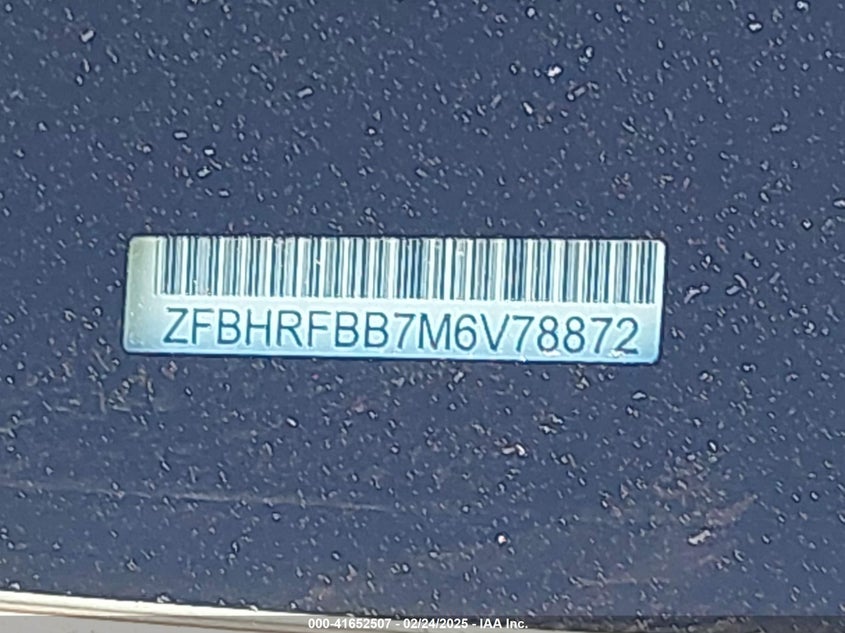 ZFBHRFBB7M6V78872
000-41652507 - 02/24/2025 - IAA Inc.